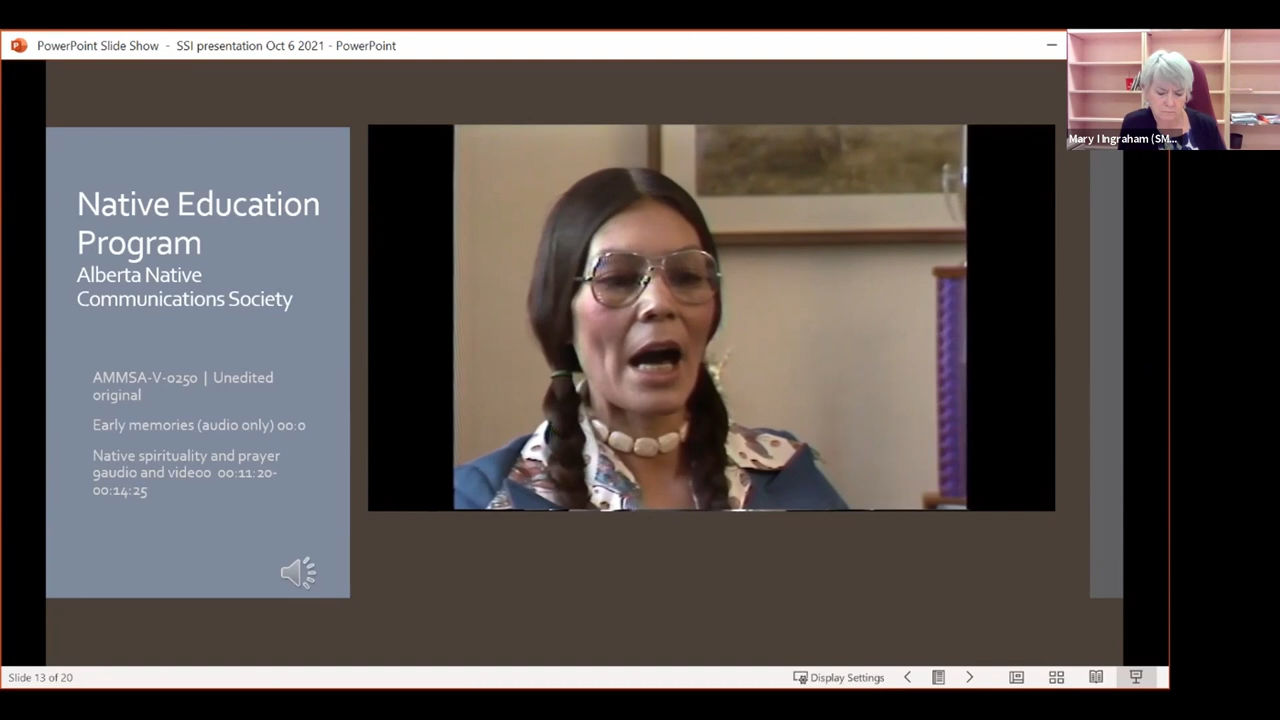 PowerPoint Slide Show - SSI presentation Oct 6 2021 - PowerPoint
Mary I Ingraham (SM...
Native Education
Program
Alberta Native
Communications Society
AMMSA-V-0250 | Unedited
original
Early memories (audio only) 00:0
Native spirituality and prayer
gaudio and videoo 00:11:20-
00:14:25
Slide 13 of 20
Display Settings